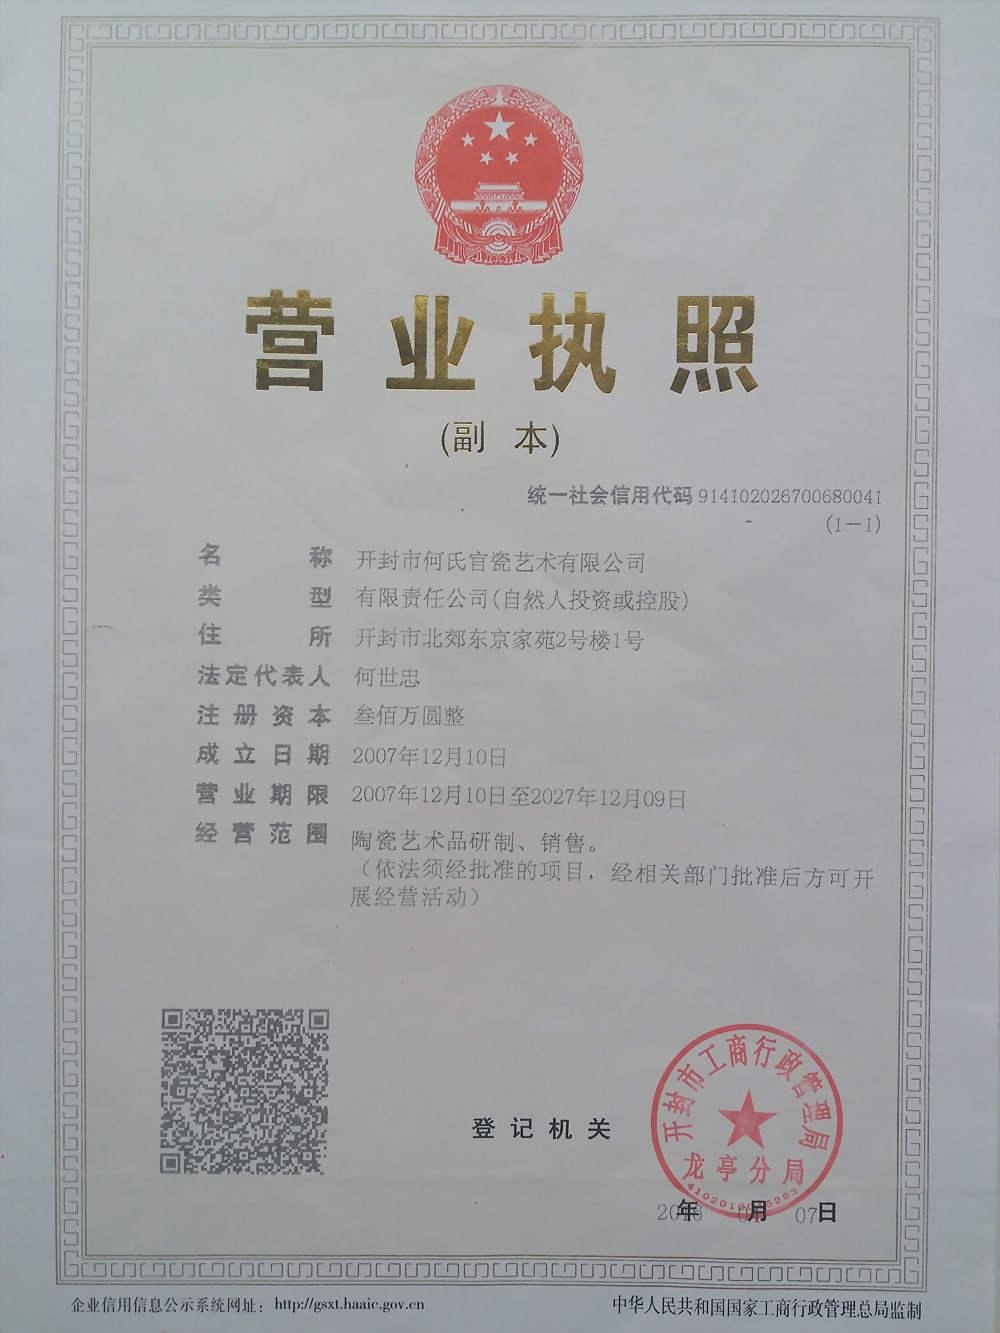 营业执照
(副 本)
统一社会信用代码 914102026700680041
(1-1)
名称 开封市何氏官瓷艺术有限公司
类型 有限责任公司(自然人投资或控股)
住所 开封市北郊东京家苑2号楼1号
法定代表人 何世忠
注册资本 叁佰万圆整
成立日期 2007年12月10日
营业期限 2007年12月10日至2027年12月09日
经营范围 陶瓷艺术品研制、销售。
（依法须经批准的项目，经相关部门批准后方可开
展经营活动）
开封市工商行政管理局
登记机关
龙亭分局
年 月 07日
企业信用信息公示系统网址：http://gsxt.haaic.gov.cn
中华人民共和国国家工商行政管理总局监制